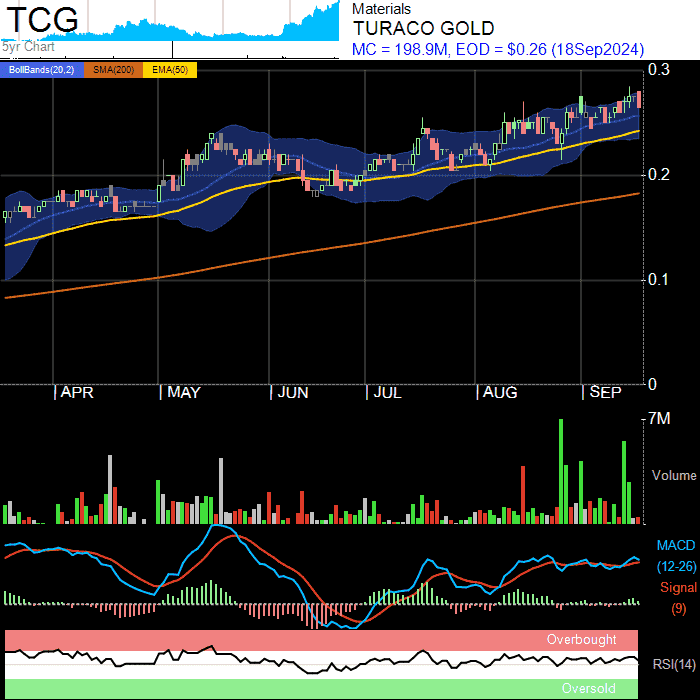 TCG
5yr Chart
Materials
TURACO GOLD
MC = 198.9M, EOD = $0.26 (18Sep2024)
BollBands(20,2) SMA(200) EMA(50)
0.3
0.2
0.1
0
APR MAY JUN JUL AUG SEP
7M
Volume
MACD
(12-26)
Signal
(9)
Overbought
RSI(14)
Oversold